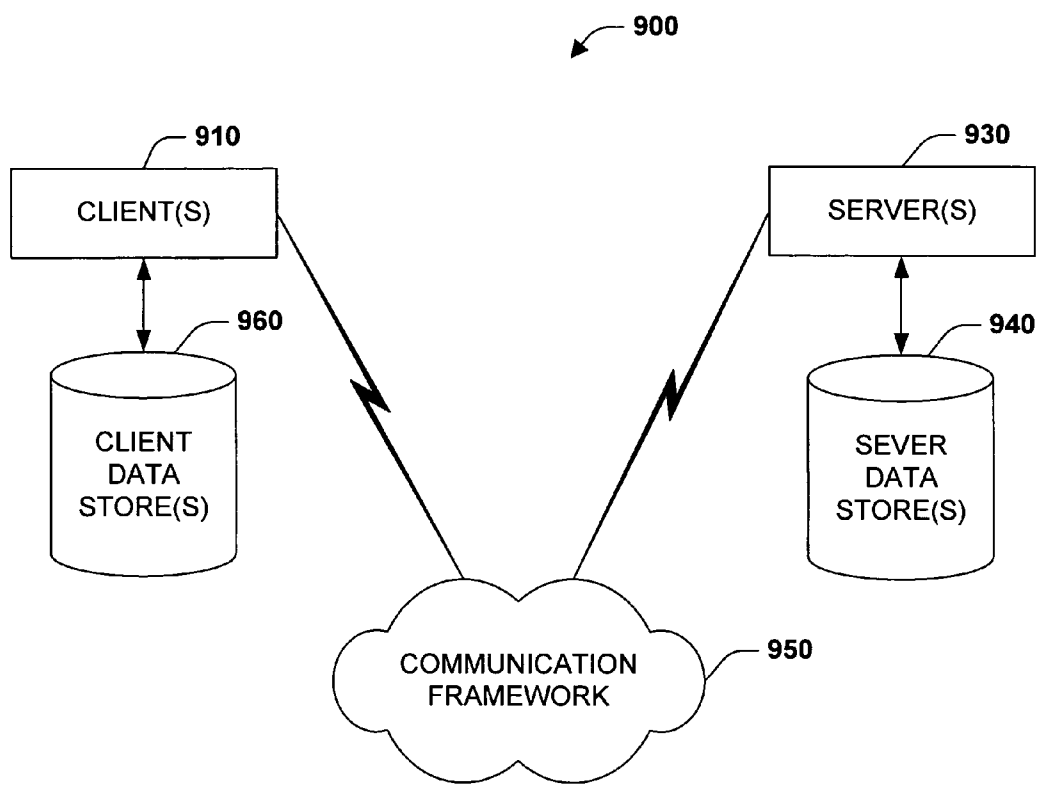 900
910
930
CLIENT(S)
SERVER(S)
960
940
CLIENT
DATA
STORE(S)
SEVER
DATA
STORE(S)
COMMUNICATION
FRAMEWORK
950